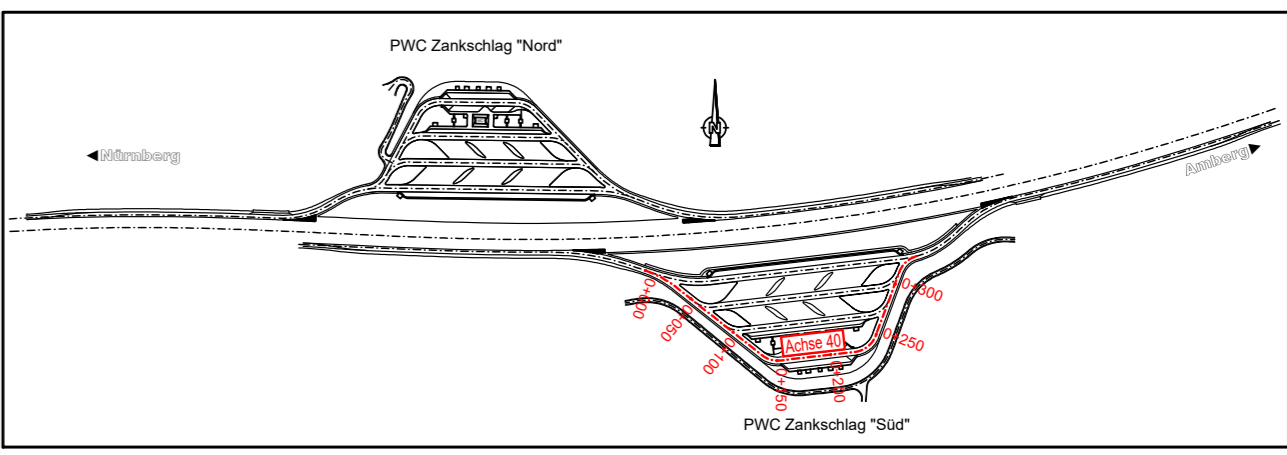 PWC Zankschlag "Nord"
N
Nürnberg
Amberg
0+000
0+050
0+100
0+150
0+200
0+250
0+300
Achse 40
PWC Zankschlag "Süd"